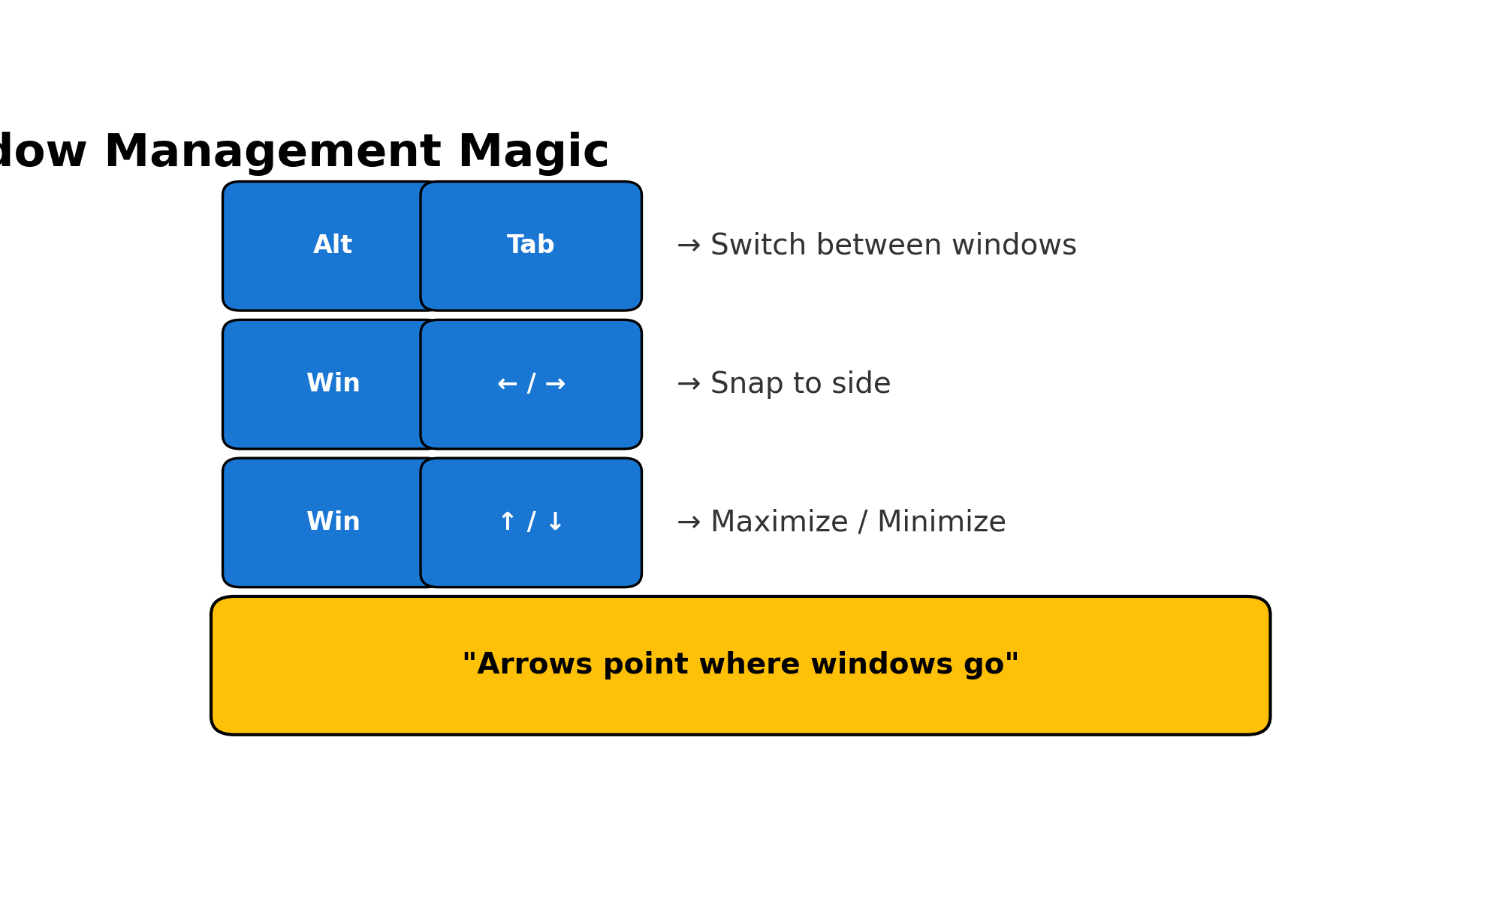 dow Management Magic
Alt Tab → Switch between windows
Win ← / → → Snap to side
Win ↑ / ↓ → Maximize / Minimize
"Arrows point where windows go"